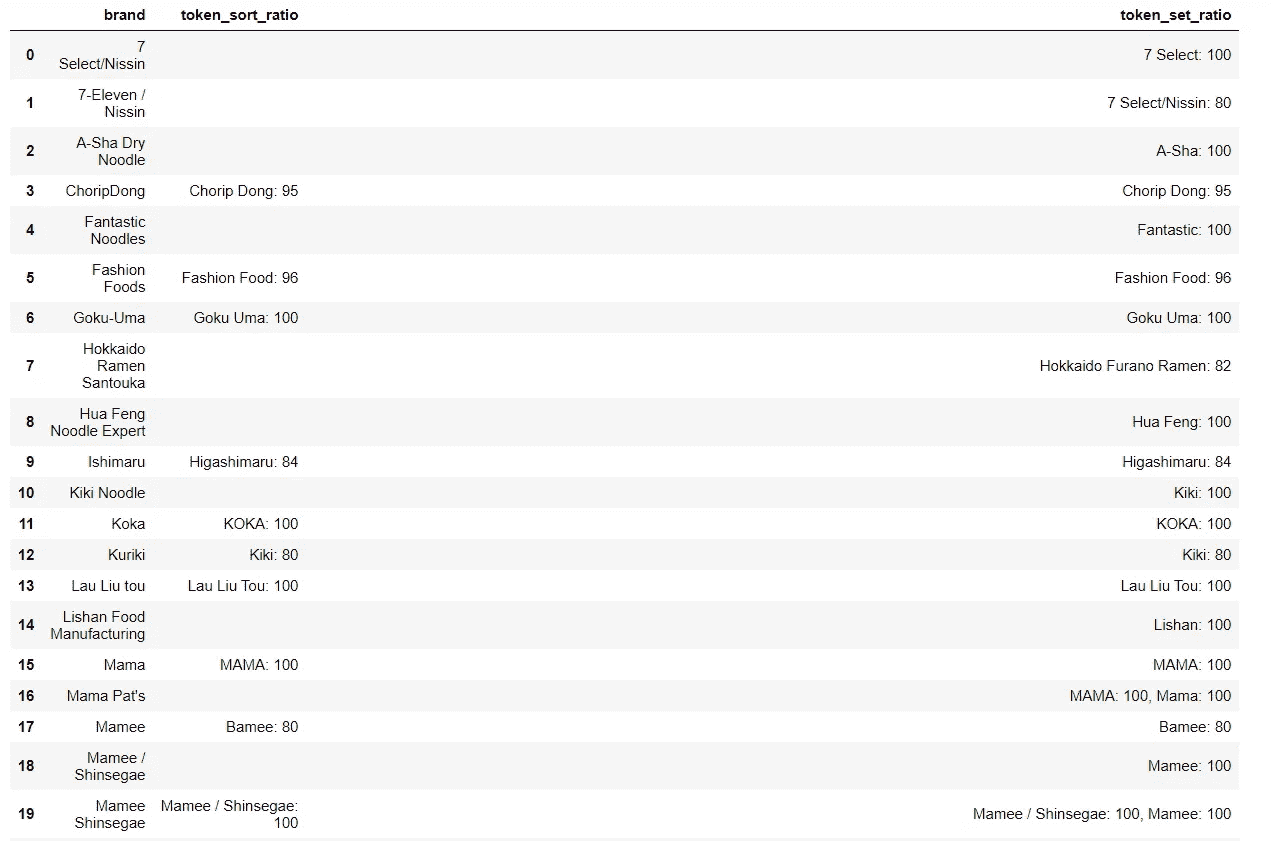 brand token_sort_ratio token_set_ratio
0 7 Select/Nissin 7 Select: 100
1 7-Eleven / Nissin 7 Select/Nissin: 80
2 A-Sha Dry Noodle A-Sha: 100
3 ChoripDong Chorip Dong: 95 Chorip Dong: 95
4 Fantastic Noodles Fantastic: 100
5 Fashion Foods Fashion Food: 96 Fashion Food: 96
6 Goku-Uma Goku Uma: 100 Goku Uma: 100
7 Hokkaido Ramen Santouka Hokkaido Furano Ramen: 82
8 Hua Feng Noodle Expert Hua Feng: 100
9 Ishimaru Higashimaru: 84 Higashimaru: 84
10 Kiki Noodle Kiki: 100
11 Koka KOKA: 100 KOKA: 100
12 Kuriki Kiki: 80 Kiki: 80
13 Lau Liu tou Lau Liu Tou: 100 Lau Liu Tou: 100
14 Lishan Food Manufacturing Lishan: 100
15 Mama MAMA: 100 MAMA: 100
16 Mama Pat's MAMA: 100, Mama: 100
17 Mamee Bamee: 80 Bamee: 80
18 Mamee / Shinsegae Mamee: 100
19 Mamee Shinsegae Mamee / Shinsegae: 100 Mamee / Shinsegae: 100, Mamee: 100